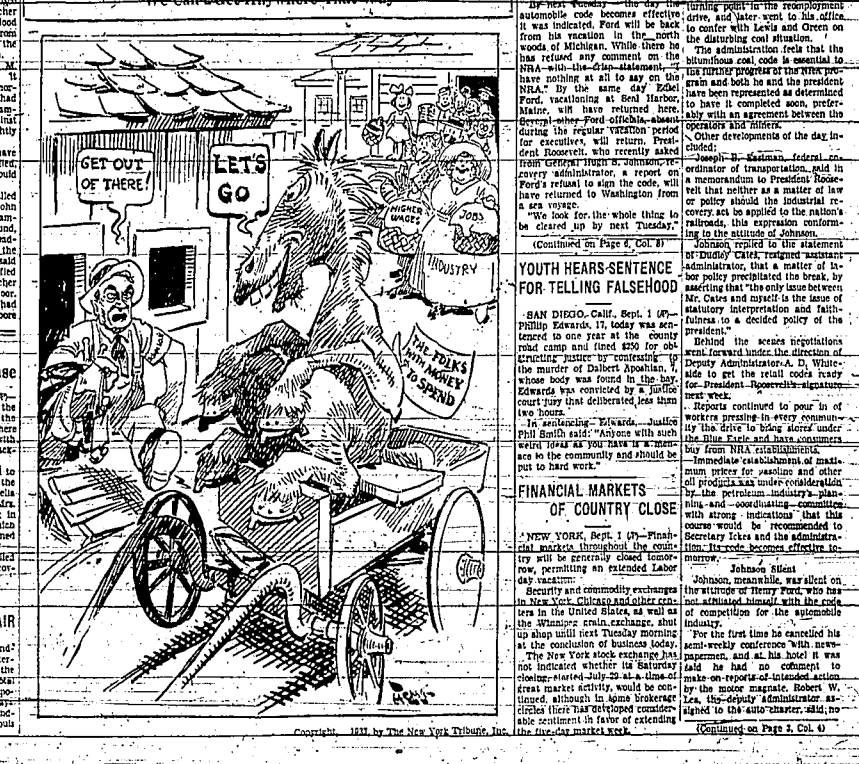 GET OUT
OF THERE!
LET'S
GO
HIGHER
WAGES
JOBS
INDUSTRY
THE FOLKS
WITH MONEY
TO SPEND
Copyright, 1933, by The New York Tribune, Inc.
By next Tuesday—the day the
automobile code becomes effective
it was indicated, Ford will be back
from his vacation in the north
woods of Michigan. While there he
has refused any comment on the
NRA with the crisp statement, "I
have nothing at all to say on the
NRA." By the same day Edsel
Ford, vacationing at Seal Harbor,
Maine, will have returned here.
Several other Ford officials, absent
during the regular vacation period
for executives, will return. Presi-
dent Roosevelt, who recently asked
from General Hugh S. Johnson, re-
covery administrator, a report on
Ford's refusal to sign the code, will
have returned to Washington from
a sea voyage.
"We look for the whole thing to
be cleared up by next Tuesday,"
(Continued on Page 6, Col. 8)
YOUTH HEARS SENTENCE
FOR TELLING FALSEHOOD
SAN DIEGO, Calif., Sept. 1 (AP)—
Phillip Edwards, 17, today was sen-
tenced to one year at the county
road camp and fined $250 for ob-
structing justice by confessing to
the murder of Dalbert Aposhian, 7,
whose body was found in the bay.
Edwards was convicted by a justice
court jury that deliberated less than
two hours.
In sentencing Edwards, Justice
Phil Smith said: "Anyone with such
weird ideas as you have is a men-
ace to the community and should be
put to hard work."
FINANCIAL MARKETS
OF COUNTRY CLOSE
NEW YORK, Sept. 1 (AP)—Finan-
cial markets throughout the coun-
try will be generally closed tomor-
row, permitting an extended Labor
day vacation.
Security and commodity exchanges
in New York, Chicago and other cen-
ters in the United States, as well as
the Winnipeg grain exchange, shut
up shop until next Tuesday morning
at the conclusion of business today.
The New York stock exchange has
not indicated whether its Saturday
closing, started July 29 at a time of
great market activity, would be con-
tinued, although in some brokerage
circles there has developed consider-
able sentiment in favor of extending
the five-day market week.
turning point in the reemployment
drive, and later went to his office
to confer with Lewis and Green on
the disturbing coal situation.
The administration feels that the
bituminous coal code is essential to
the further progress of the NRA pro-
gram and both he and the president
have been represented as determined
to have it completed soon, prefer-
ably with an agreement between the
operators and miners.
Other developments of the day in-
cluded:
Joseph B. Eastman, federal co-
ordinator of transportation, said in
a memorandum to President Roose-
velt that neither as a matter of law
or policy should the industrial re-
covery act be applied to the nation's
railroads, this expression conform-
ing to the attitude of Johnson.
Johnson replied to the statement
of Dudley Cates, resigned assistant
administrator, that a matter of la-
bor policy precipitated the break, by
asserting that "the only issue between
Mr. Cates and myself is the issue of
statutory interpretation and faith-
fulness to a decided policy of the
president."
Behind the scenes negotiations
went forward under the direction of
Deputy Administrator A. D. White-
side to get the retail codes ready
for President Roosevelt's signature
next week.
Reports continued to pour in of
workers pressing in every commun-
ity the drive to bring stores under
the Blue Eagle and have consumers
buy from NRA establishments.
Immediate establishment of maxi-
mum prices for gasoline and other
oil products was under consideration
by the petroleum industry's plan-
ning and coordinating committee
with strong indications that this
course would be recommended to
Secretary Ickes and the administra-
tion. Its code becomes effective to-
morrow.
Johnson Silent
Johnson, meanwhile, was silent on
the attitude of Henry Ford, who has
not affiliated himself with the code
of competition for the automobile
industry.
For the first time he cancelled his
semi-weekly conference with news-
papermen, and at his hotel it was
said he had no comment to
make on reports of intended action
by the motor magnate. Robert W.
Lea, the deputy administrator as-
signed to the auto charter, said no
(Continued on Page 3, Col. 4)